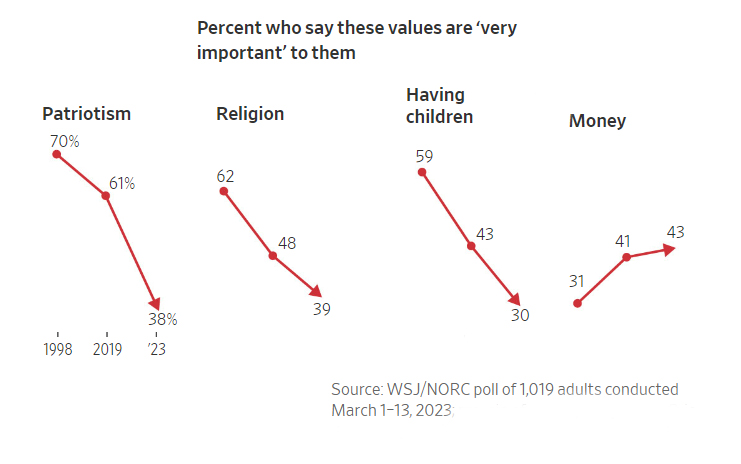 Percent who say these values are ‘very
important’ to them
Patriotism
70%
61%
38%
1998 2019 ’23
Religion
62
48
39
Having
children
59
43
30
Money
31
41
43
Source: WSJ/NORC poll of 1,019 adults conducted
March 1–13, 2023;